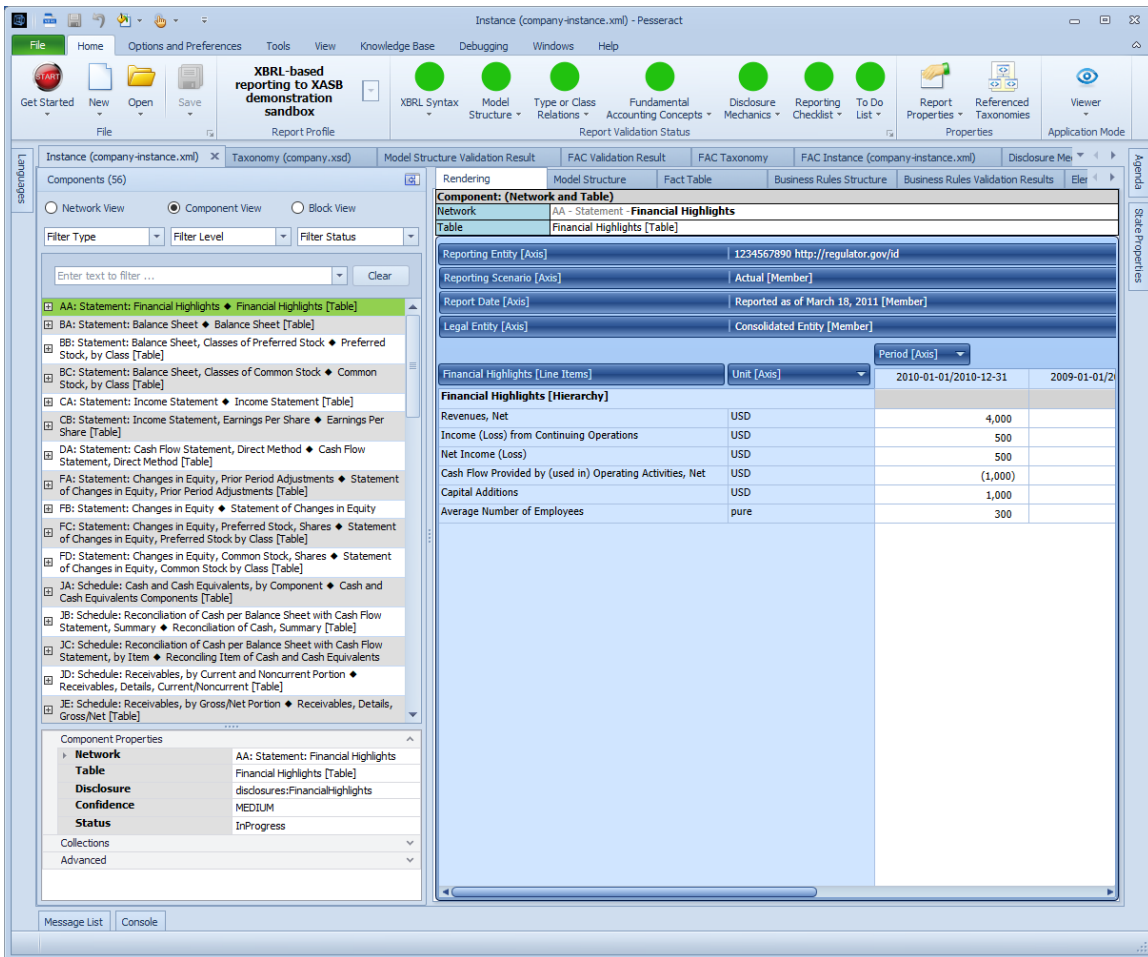 Instance (company-instance.xml) - Pesseract
File Home Options and Preferences Tools View Knowledge Base Debugging Windows Help
START
Get Started New Open Save
File
XBRL-based
reporting to XASB
demonstration
sandbox
Report Profile
XBRL Syntax
Model
Structure
Type or Class
Relations
Fundamental
Accounting Concepts
Disclosure
Mechanics
Reporting
Checklist
To Do
List
Report Validation Status
Report
Properties
Referenced
Taxonomies
Properties
Viewer
Application Mode
Languages
Instance (company-instance.xml) Taxonomy (company.xsd) Model Structure Validation Result FAC Validation Result FAC Taxonomy FAC Instance (company-instance.xml) Disclosure Me
Agenda
State Properties
Components (56)
Network View Component View Block View
Filter Type Filter Level Filter Status
Enter text to filter ... Clear
AA: Statement: Financial Highlights ◆ Financial Highlights [Table]
BA: Statement: Balance Sheet ◆ Balance Sheet [Table]
BB: Statement: Balance Sheet, Classes of Preferred Stock ◆ Preferred
Stock, by Class [Table]
BC: Statement: Balance Sheet, Classes of Common Stock ◆ Common
Stock, by Class [Table]
CA: Statement: Income Statement ◆ Income Statement [Table]
CB: Statement: Income Statement, Earnings Per Share ◆ Earnings Per
Share [Table]
DA: Statement: Cash Flow Statement, Direct Method ◆ Cash Flow
Statement, Direct Method [Table]
FA: Statement: Changes in Equity, Prior Period Adjustments ◆ Statement
of Changes in Equity, Prior Period Adjustments [Table]
FB: Statement: Changes in Equity ◆ Statement of Changes in Equity
FC: Statement: Changes in Equity, Preferred Stock, Shares ◆ Statement
of Changes in Equity, Preferred Stock by Class [Table]
FD: Statement: Changes in Equity, Common Stock, Shares ◆ Statement
of Changes in Equity, Common Stock by Class [Table]
JA: Schedule: Cash and Cash Equivalents, by Component ◆ Cash and
Cash Equivalents Components [Table]
JB: Schedule: Reconciliation of Cash per Balance Sheet with Cash Flow
Statement, Summary ◆ Reconciliation of Cash, Summary [Table]
JC: Schedule: Reconciliation of Cash per Balance Sheet with Cash Flow
Statement, by Item ◆ Reconciling Item of Cash and Cash Equivalents
JD: Schedule: Receivables, by Current and Noncurrent Portion ◆
Receivables, Details, Current/Noncurrent [Table]
JE: Schedule: Receivables, by Gross/Net Portion ◆ Receivables, Details,
Gross/Net [Table]
Component Properties
Network AA: Statement: Financial Highlights
Table Financial Highlights [Table]
Disclosure disclosures:FinancialHighlights
Confidence MEDIUM
Status InProgress
Collections
Advanced
Rendering Model Structure Fact Table Business Rules Structure Business Rules Validation Results Eler
Component: (Network and Table)
Network AA - Statement - Financial Highlights
Table Financial Highlights [Table]
Reporting Entity [Axis] 1234567890 http://regulator.gov/id
Reporting Scenario [Axis] Actual [Member]
Report Date [Axis] Reported as of March 18, 2011 [Member]
Legal Entity [Axis] Consolidated Entity [Member]
Period [Axis]
Financial Highlights [Line Items] Unit [Axis] 2010-01-01/2010-12-31 2009-01-01/2
Financial Highlights [Hierarchy]
Revenues, Net USD 4,000
Income (Loss) from Continuing Operations USD 500
Net Income (Loss) USD 500
Cash Flow Provided by (used in) Operating Activities, Net USD (1,000)
Capital Additions USD 1,000
Average Number of Employees pure 300
Message List Console